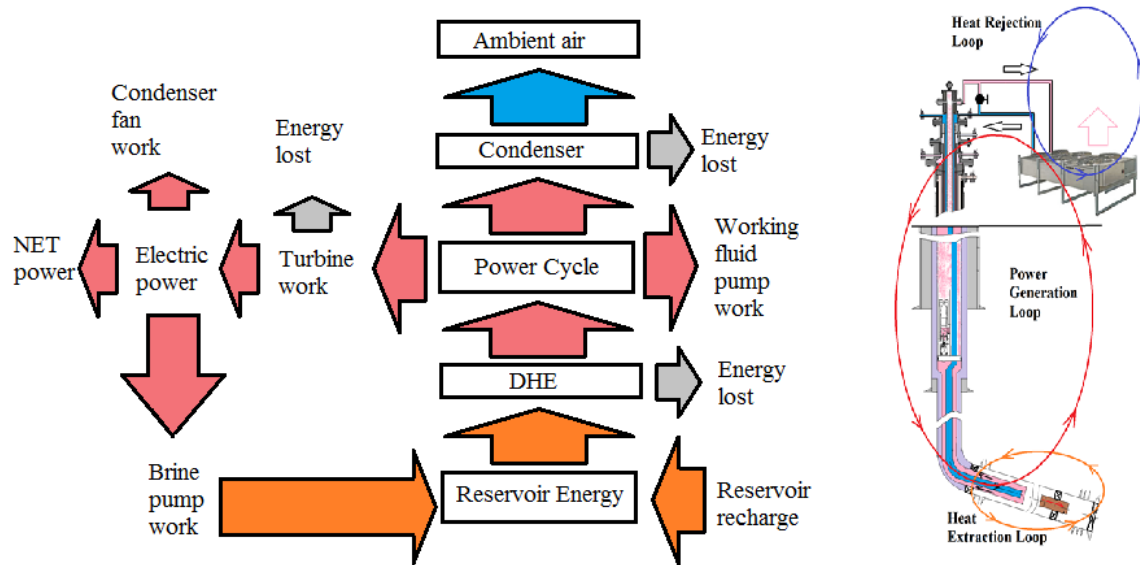 Ambient air
Condenser
fan
work
Energy
lost
Condenser
Energy
lost
NET
power
Electric
power
Turbine
work
Power Cycle
Working
fluid
pump
work
DHE
Energy
lost
Brine
pump
work
Reservoir Energy
Reservoir
recharge
Heat Rejection
Loop
Power
Generation
Loop
Heat
Extraction Loop